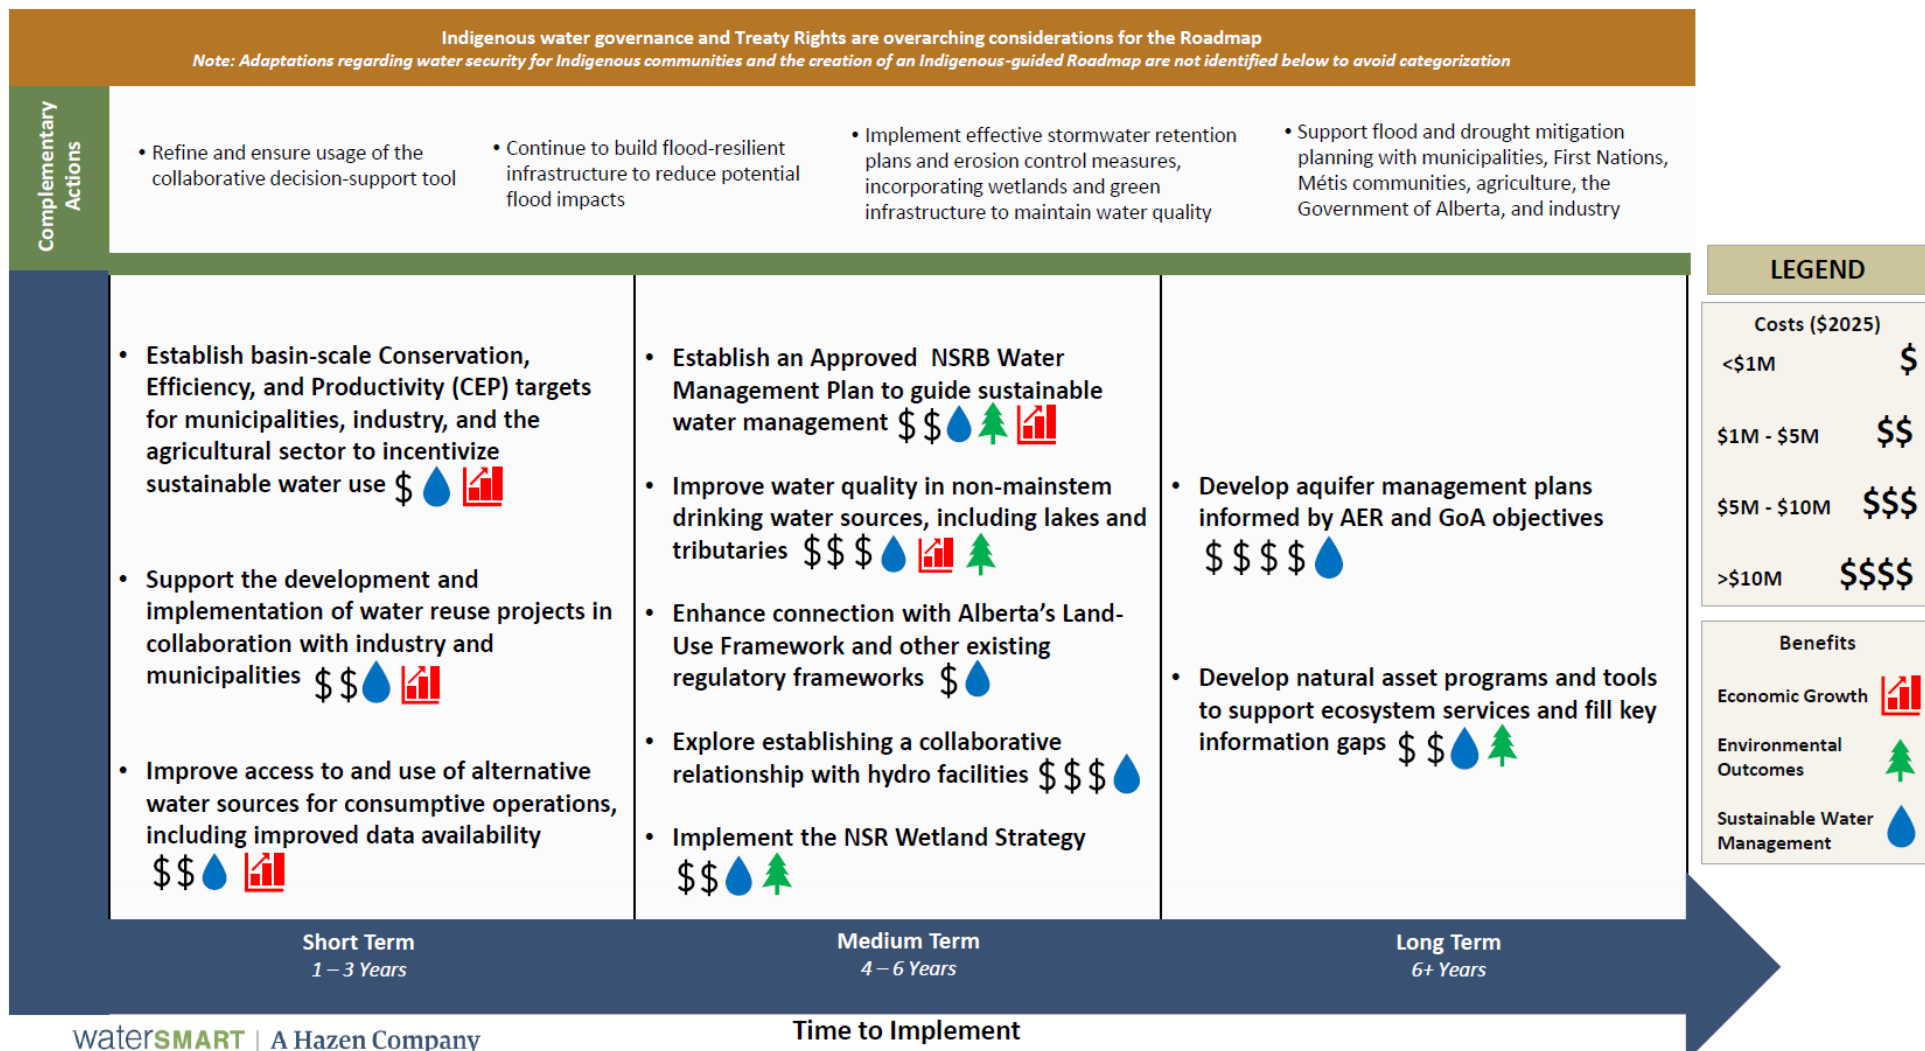 Indigenous water governance and Treaty Rights are overarching considerations for the Roadmap
Note: Adaptations regarding water security for Indigenous communities and the creation of an Indigenous-guided Roadmap are not identified below to avoid categorization
Complementary
Actions
• Refine and ensure usage of the
collaborative decision-support tool
• Continue to build flood-resilient
infrastructure to reduce potential
flood impacts
• Implement effective stormwater retention
plans and erosion control measures,
incorporating wetlands and green
infrastructure to maintain water quality
• Support flood and drought mitigation
planning with municipalities, First Nations,
Métis communities, agriculture, the
Government of Alberta, and industry
• Establish basin-scale Conservation,
Efficiency, and Productivity (CEP) targets
for municipalities, industry, and the
agricultural sector to incentivize
sustainable water use $
• Support the development and
implementation of water reuse projects in
collaboration with industry and
municipalities $ $
• Improve access to and use of alternative
water sources for consumptive operations,
including improved data availability
$ $
• Establish an Approved NSRB Water
Management Plan to guide sustainable
water management $ $
• Improve water quality in non-mainstem
drinking water sources, including lakes and
tributaries $ $ $
• Enhance connection with Alberta's Land-
Use Framework and other existing
regulatory frameworks $
• Explore establishing a collaborative
relationship with hydro facilities $ $ $
• Implement the NSR Wetland Strategy
$ $
• Develop aquifer management plans
informed by AER and GoA objectives
$ $ $ $
• Develop natural asset programs and tools
to support ecosystem services and fill key
information gaps $ $
LEGEND
Costs ($2025)
<$1M $
$1M - $5M $$
$5M - $10M $$$
>$10M $$$$
Benefits
Economic Growth
Environmental
Outcomes
Sustainable Water
Management
Short Term
1 – 3 Years
Medium Term
4 – 6 Years
Long Term
6+ Years
Time to Implement
waterSMART | A Hazen Company